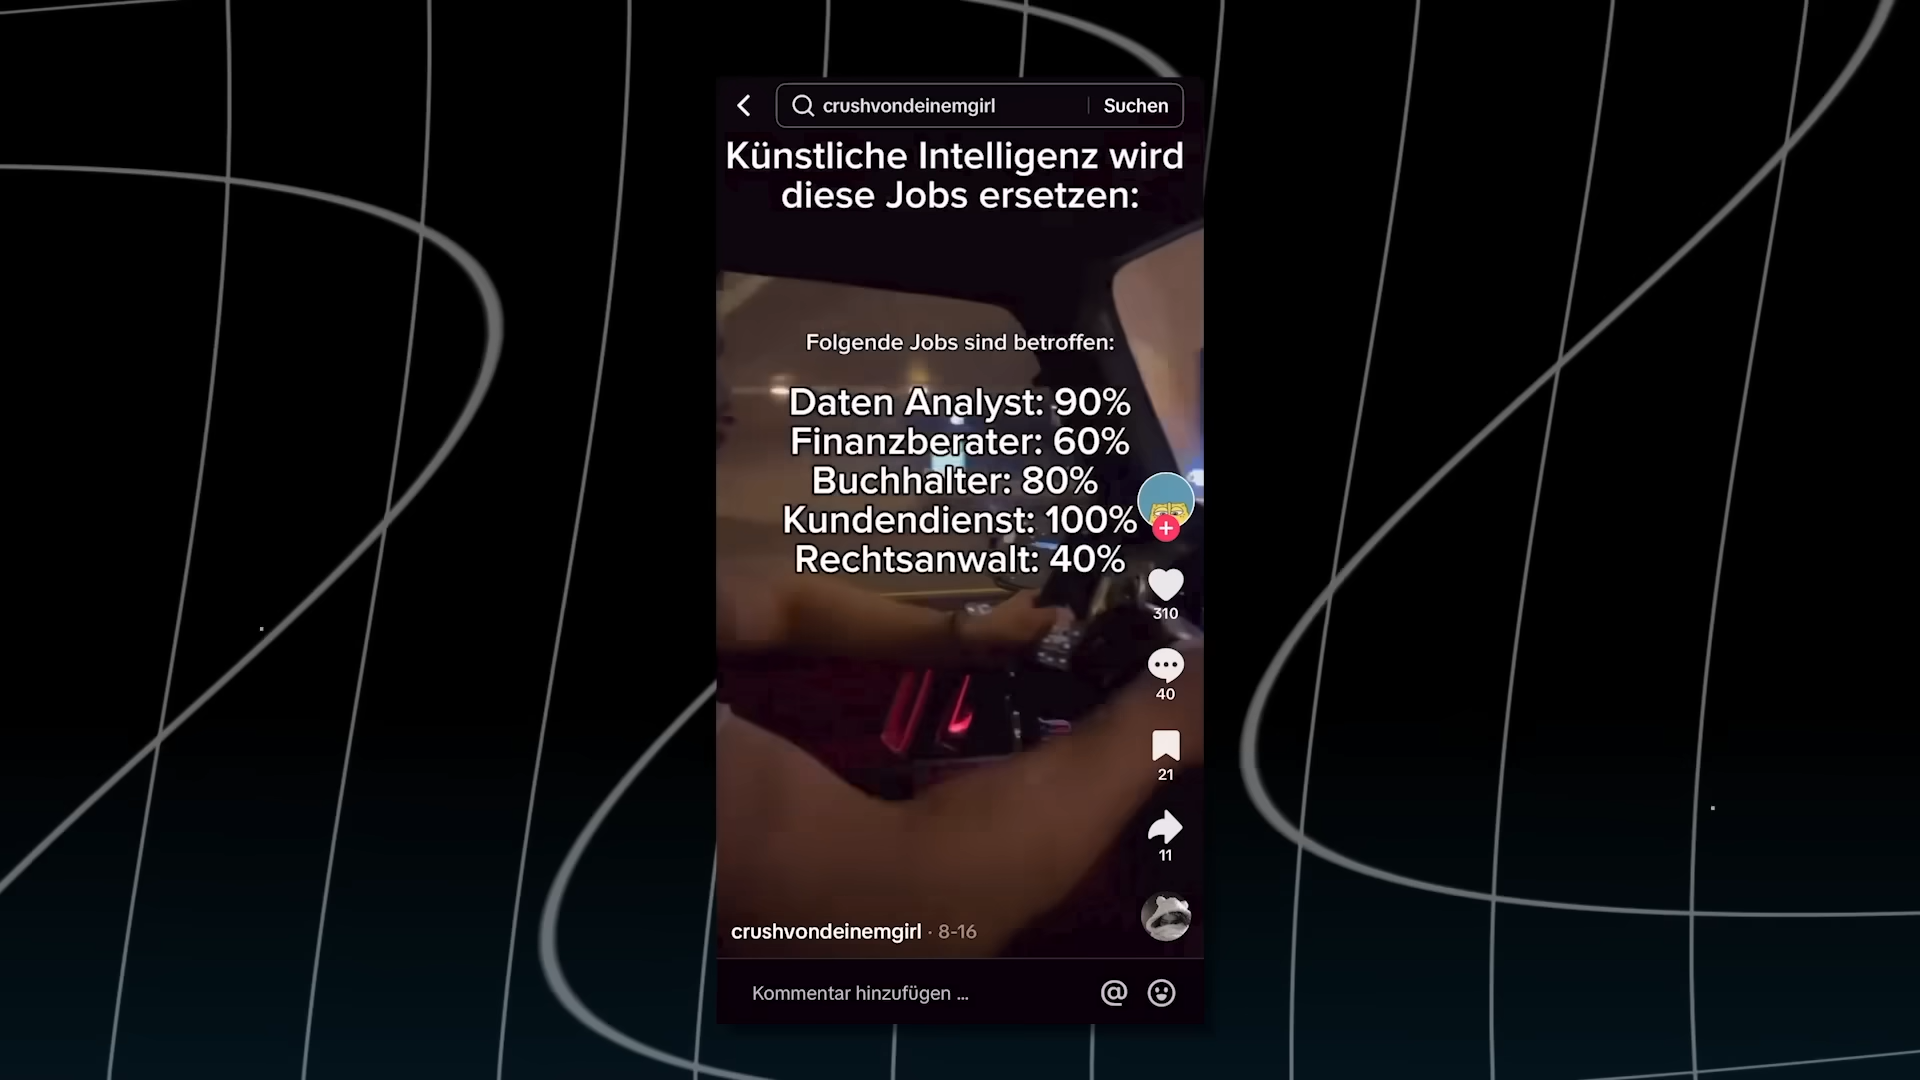 crushvondeinemgirl
Suchen
Künstliche Intelligenz wird
diese Jobs ersetzen:
Folgende Jobs sind betroffen:
Daten Analyst: 90%
Finanzberater: 60%
Buchhalter: 80%
Kundendienst: 100%
Rechtsanwalt: 40%
310
40
21
11
crushvondeinemgirl · 8-16
Kommentar hinzufügen ...
@